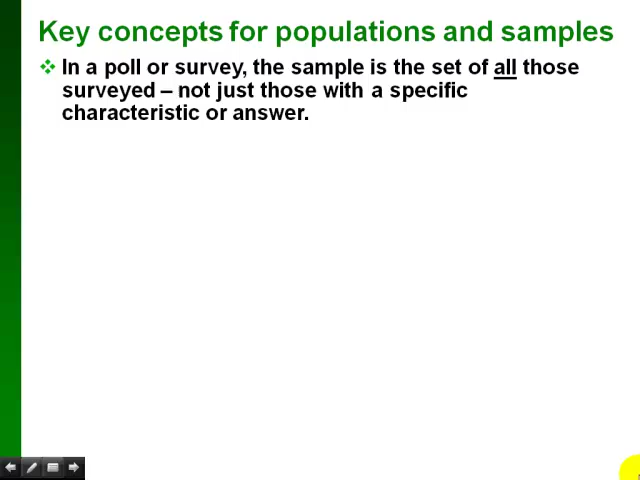 Key concepts for populations and samples
In a poll or survey, the sample is the set of all those
surveyed – not just those with a specific
characteristic or answer.